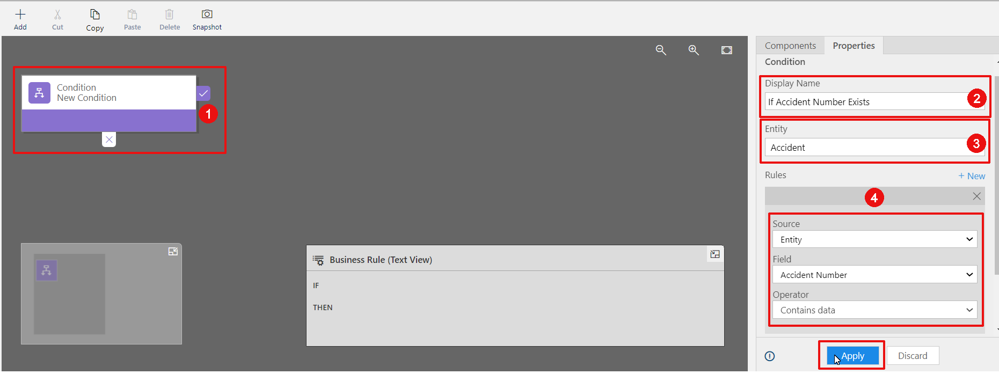 Add
Cut
Copy
Paste
Delete
Snapshot
Components
Properties
Condition
New Condition
1
Condition
Display Name
If Accident Number Exists
2
Entity
Accident
3
Rules
+ New
4
Source
Entity
Field
Accident Number
Operator
Contains data
Business Rule (Text View)
IF
THEN
Apply
Discard